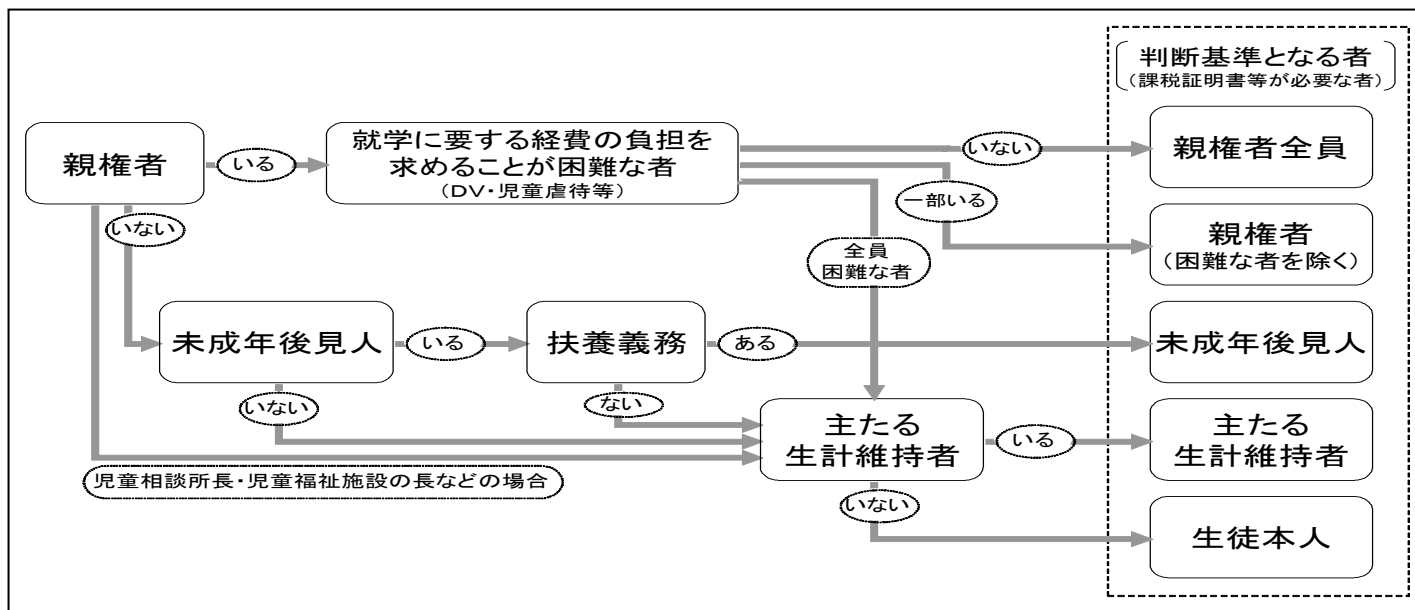 判断基準となる者
(課税証明書等が必要な者)
親権者
いる
就学に要する経費の負担を
求めることが困難な者
(DV・児童虐待等)
いない
親権者全員
一部いる
親権者
(困難な者を除く)
全員
困難な者
いない
未成年後見人
いる
扶養義務
ある
未成年後見人
いない
ない
主たる
生計維持者
いる
主たる
生計維持者
児童相談所長・児童福祉施設の長などの場合
いない
生徒本人